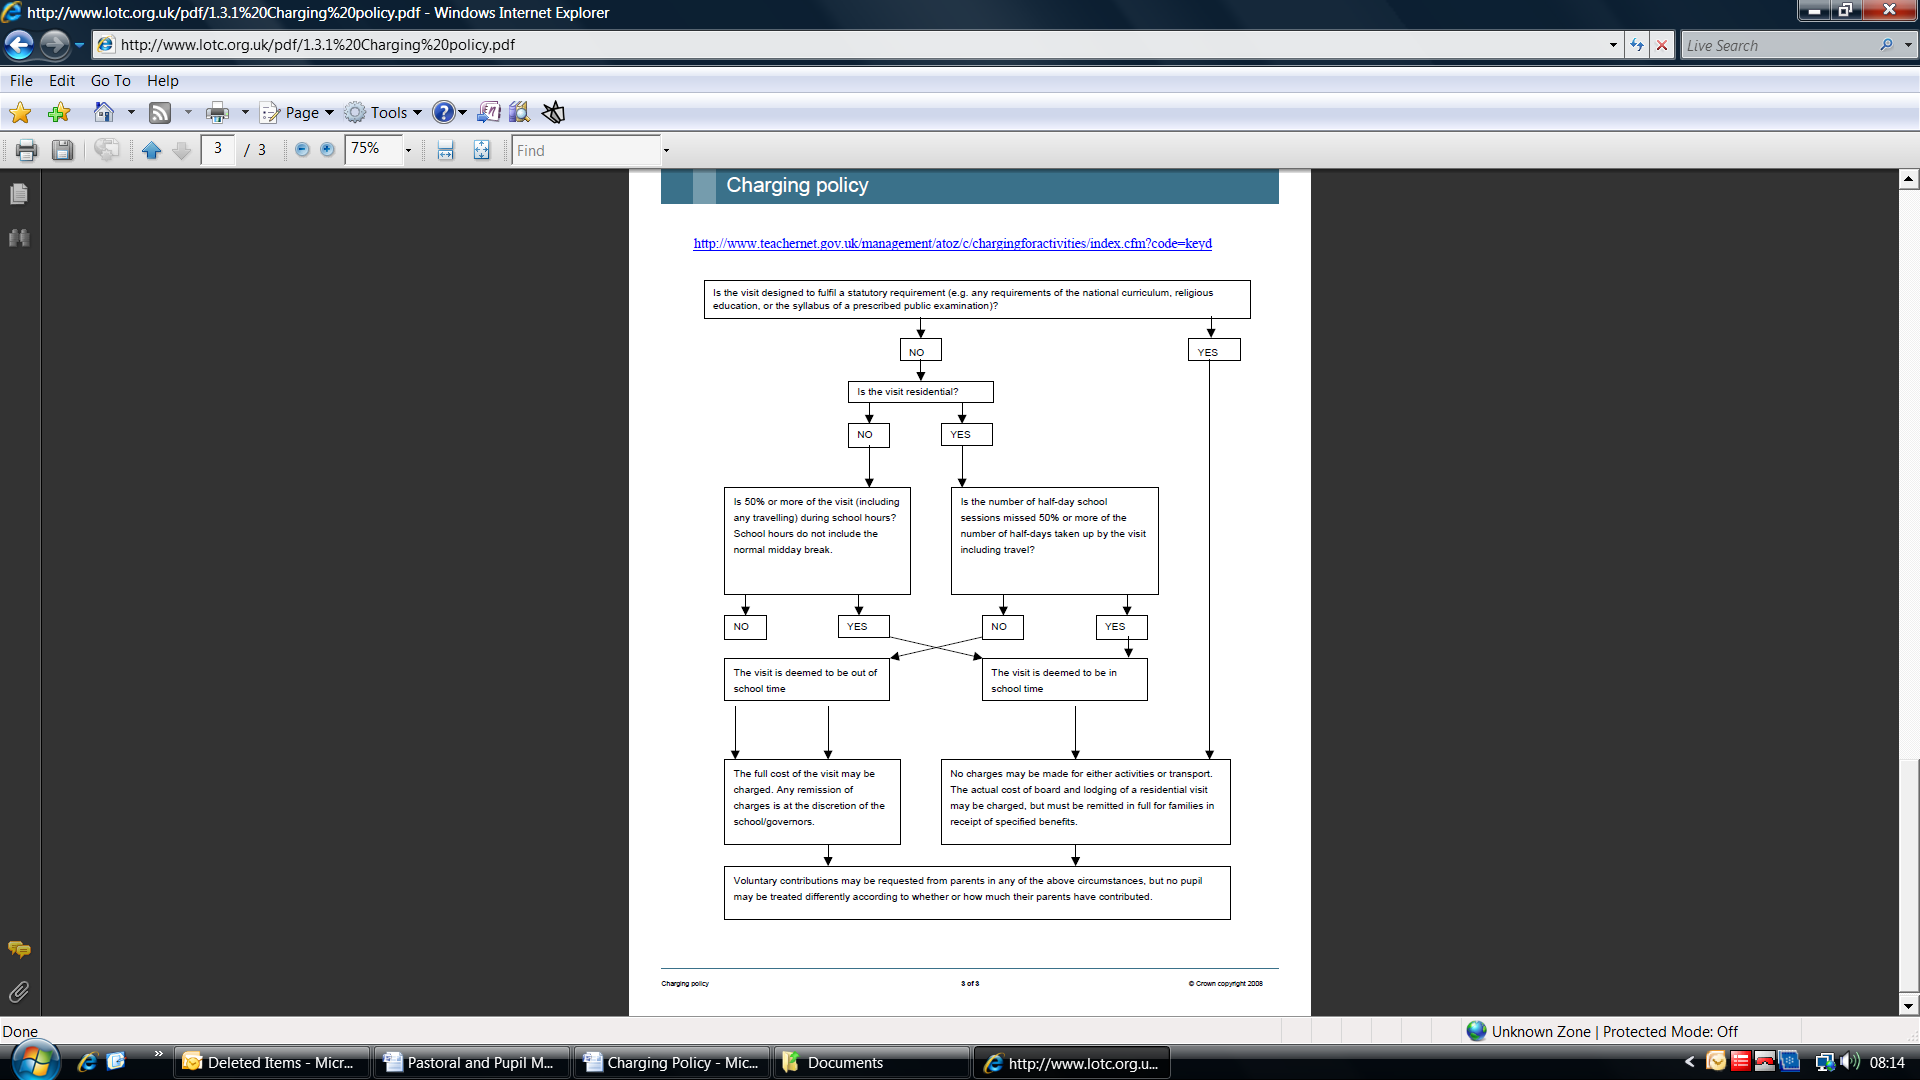 http://www.lotc.org.uk/pdf/1.3.1%20Charging%20policy.pdf - Windows Internet Explorer
http://www.lotc.org.uk/pdf/1.3.1%20Charging%20policy.pdf
Live Search
File Edit Go To Help
Page Tools
3 / 3 75% Find
Charging policy
http://www.teachernet.gov.uk/management/atoz/c/chargingforactivities/index.cfm?code=keyd
Is the visit designed to fulfil a statutory requirement (e.g. any requirements of the national curriculum, religious
education, or the syllabus of a prescribed public examination)?
NO
YES
Is the visit residential?
NO
YES
Is 50% or more of the visit (including
any travelling) during school hours?
School hours do not include the
normal midday break.
Is the number of half-day school
sessions missed 50% or more of the
number of half-days taken up by the visit
including travel?
NO
YES
NO
YES
The visit is deemed to be out of
school time
The visit is deemed to be in
school time
The full cost of the visit may be
charged. Any remission of
charges is at the discretion of the
school/governors.
No charges may be made for either activities or transport.
The actual cost of board and lodging of a residential visit
may be charged, but must be remitted in full for families in
receipt of specified benefits.
Voluntary contributions may be requested from parents in any of the above circumstances, but no pupil
may be treated differently according to whether or how much their parents have contributed.
Charging policy
3 of 3
© Crown copyright 2008
Done
Unknown Zone | Protected Mode: Off
Deleted Items - Micr...
Pastoral and Pupil M...
Charging Policy - Mic...
Documents
http://www.lotc.org.u...
08:14